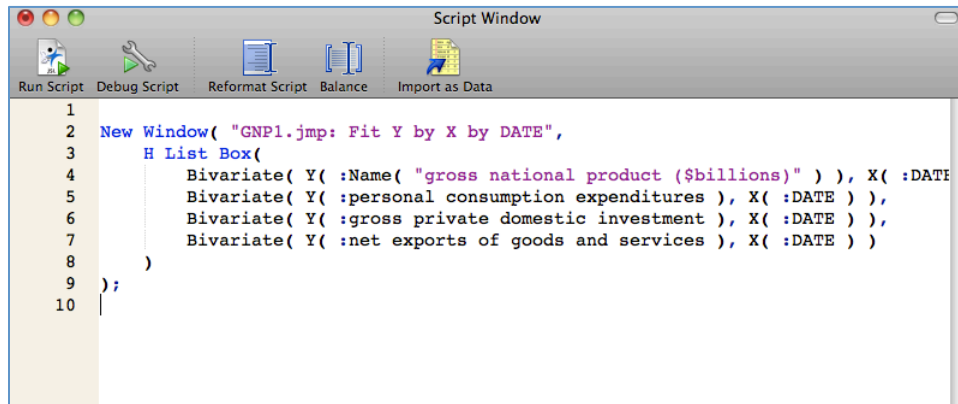 Script Window
Run Script Debug Script Reformat Script Balance Import as Data
1
2 New Window( "GNP1.jmp: Fit Y by X by DATE",
3 H List Box(
4 Bivariate( Y( :Name( "gross national product ($billions)" ) ), X( :DATE
5 Bivariate( Y( :personal consumption expenditures ), X( :DATE ) ),
6 Bivariate( Y( :gross private domestic investment ), X( :DATE ) ),
7 Bivariate( Y( :net exports of goods and services ), X( :DATE ) )
8 )
9 );
10